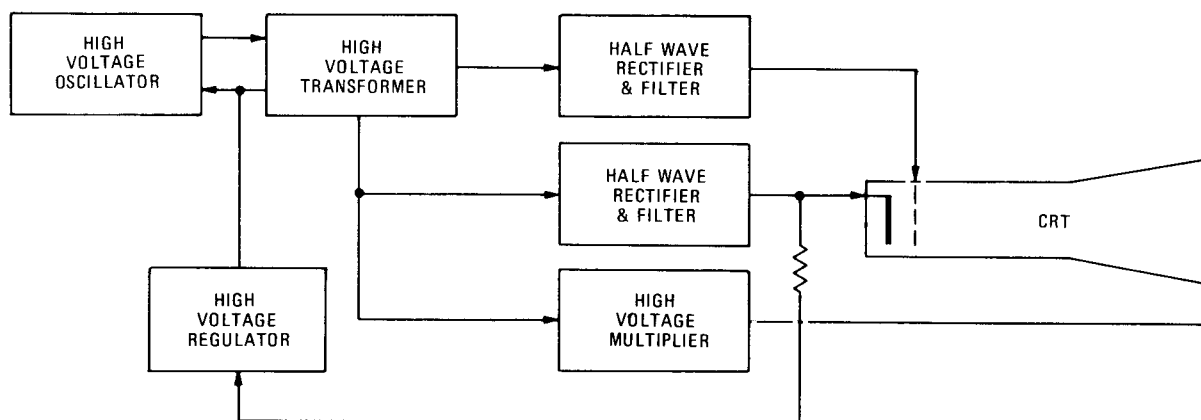 HIGH
VOLTAGE
OSCILLATOR
HIGH
VOLTAGE
TRANSFORMER
HALF WAVE
RECTIFIER
& FILTER
HALF WAVE
RECTIFIER
& FILTER
CRT
HIGH
VOLTAGE
REGULATOR
HIGH
VOLTAGE
MULTIPLIER